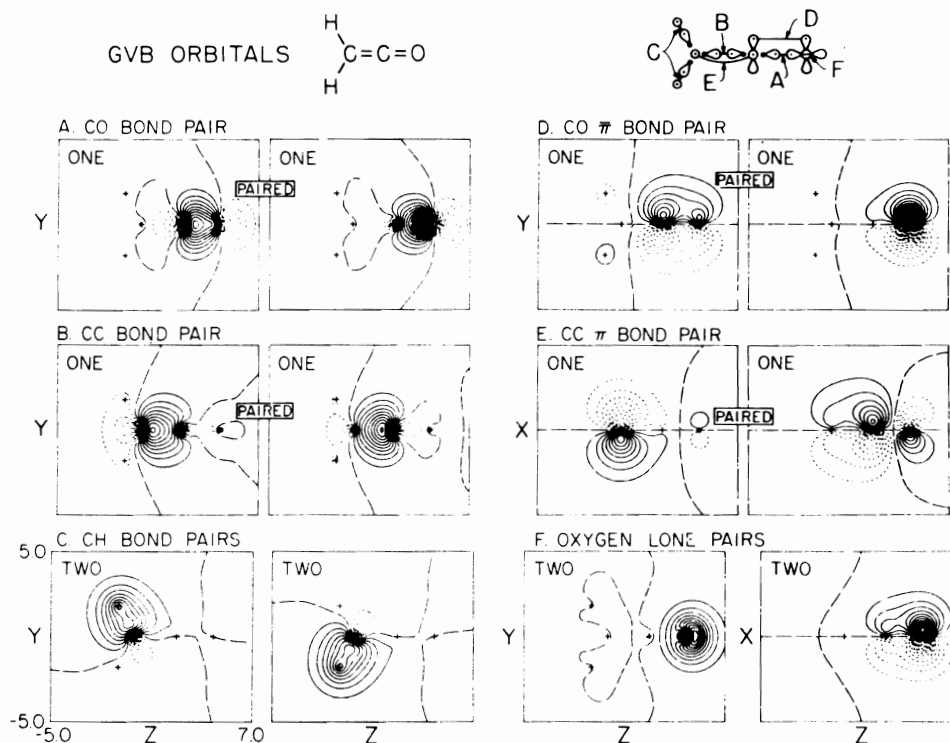 GVB ORBITALS
H
C=C=O
H
B
D
C
E
A
F
A. CO BOND PAIR
D. CO π BOND PAIR
ONE
PAIRED
ONE
ONE
PAIRED
Y
Y
B. CC BOND PAIR
E. CC π BOND PAIR
ONE
PAIRED
ONE
ONE
PAIRED
Y
X
C. CH BOND PAIRS
F. OXYGEN LONE PAIRS
5.0
TWO
TWO
TWO
TWO
Y
Y
X
-5.0
-5.0
Z
7.0
Z
Z
Z